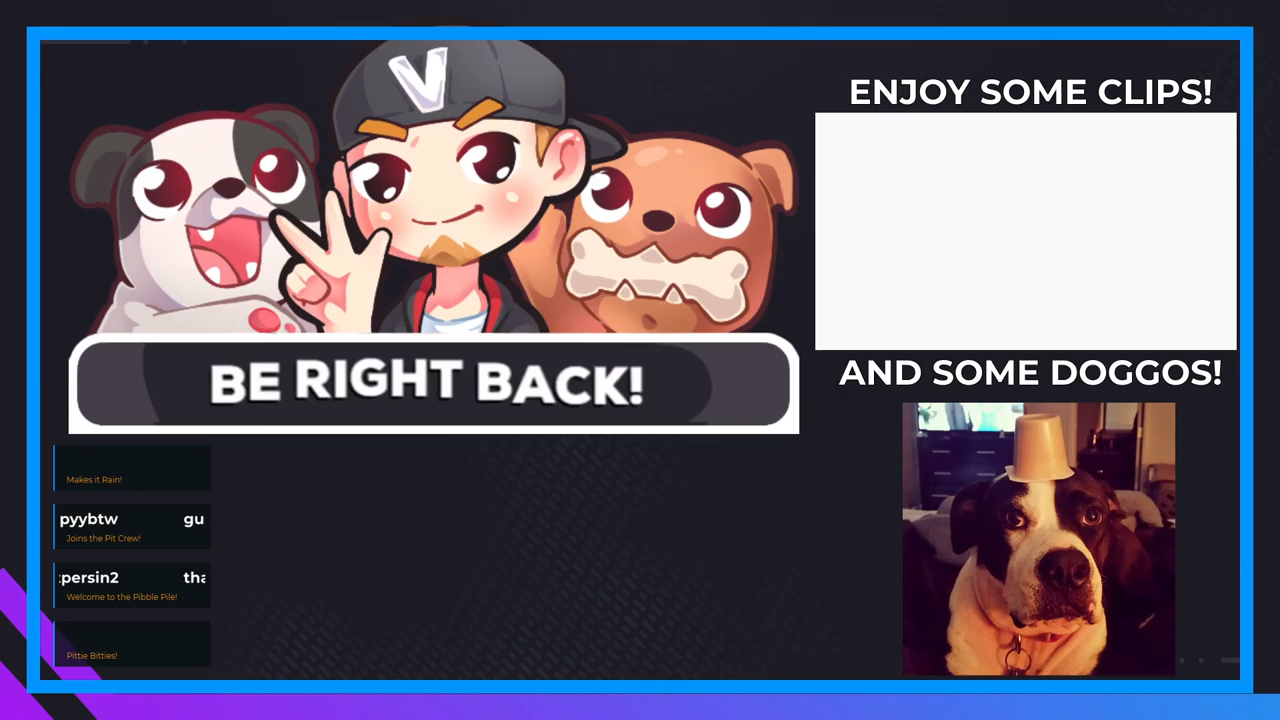 V
ENJOY SOME CLIPS!
BE RIGHT BACK!
AND SOME DOGGOS!
Makes it Rain!
pyybtw gu
Joins the Pit Crew!
persin2
Welcome to the Pibble Pile!
Pittie Bitties!